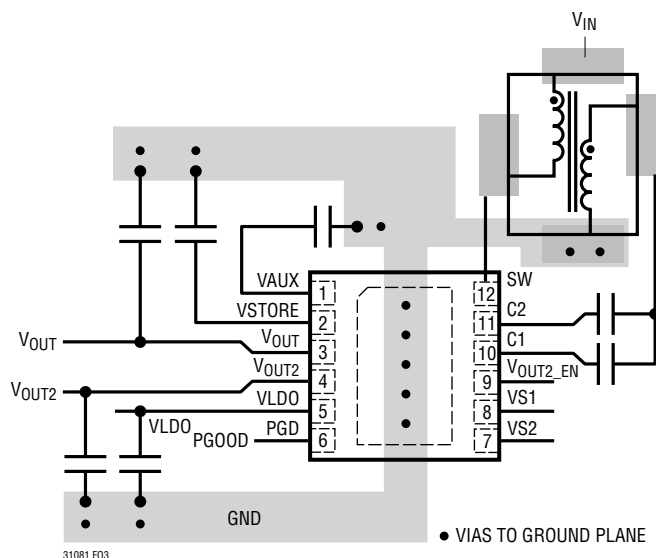 VIN
VAUX
1
VSTORE
2
VOUT
VOUT
3
VOUT2
VOUT2
4
VLDO
5
VLDO
PGOOD
PGD
6
SW
12
C2
11
C1
10
VOUT2_EN
9
VS1
8
VS2
7
GND
● VIAS TO GROUND PLANE
31081 F03